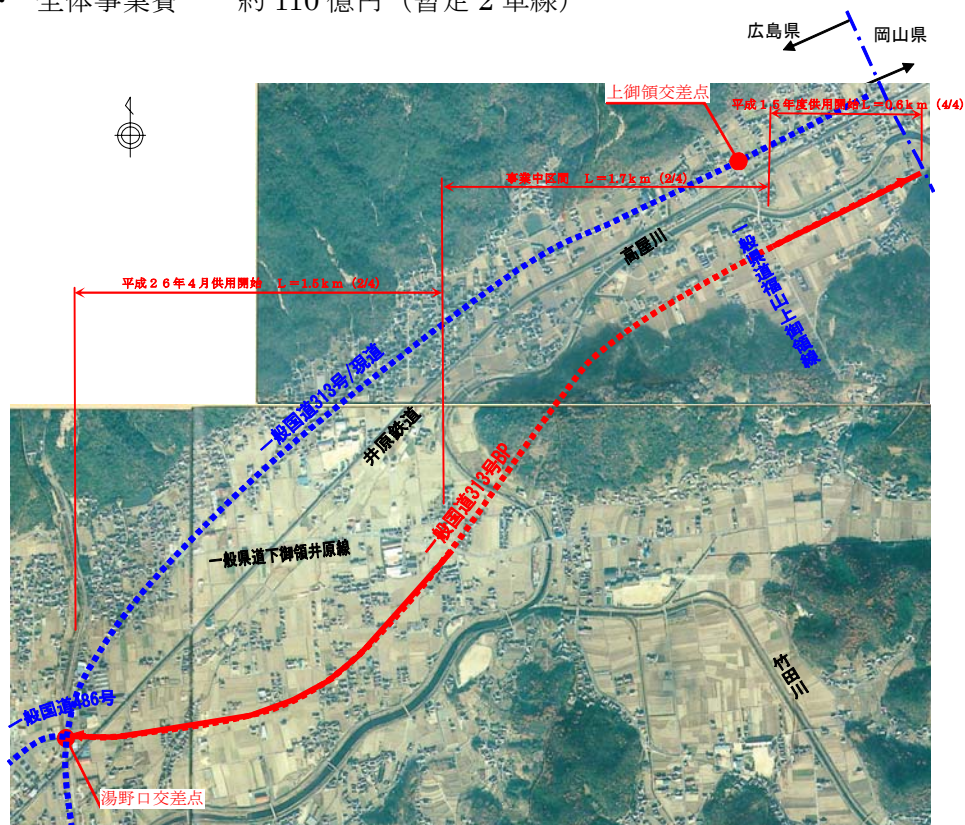 ・ 全体事業費 約 110 億円（暫定 2 車線）
広島県
岡山県
上御領交差点
平成１５年度供用開始L＝0.6ｋｍ（4/4）
事業中区間 L＝1.7ｋｍ（2/4）
高屋川
一般県道福山上御領線
平成２６年４月供用開始 L＝1.5ｋｍ（2/4）
一般国道313号/現道
井原鉄道
一般国道313号BP
一般県道下御領井原線
竹田川
一般国道486号
湯野口交差点